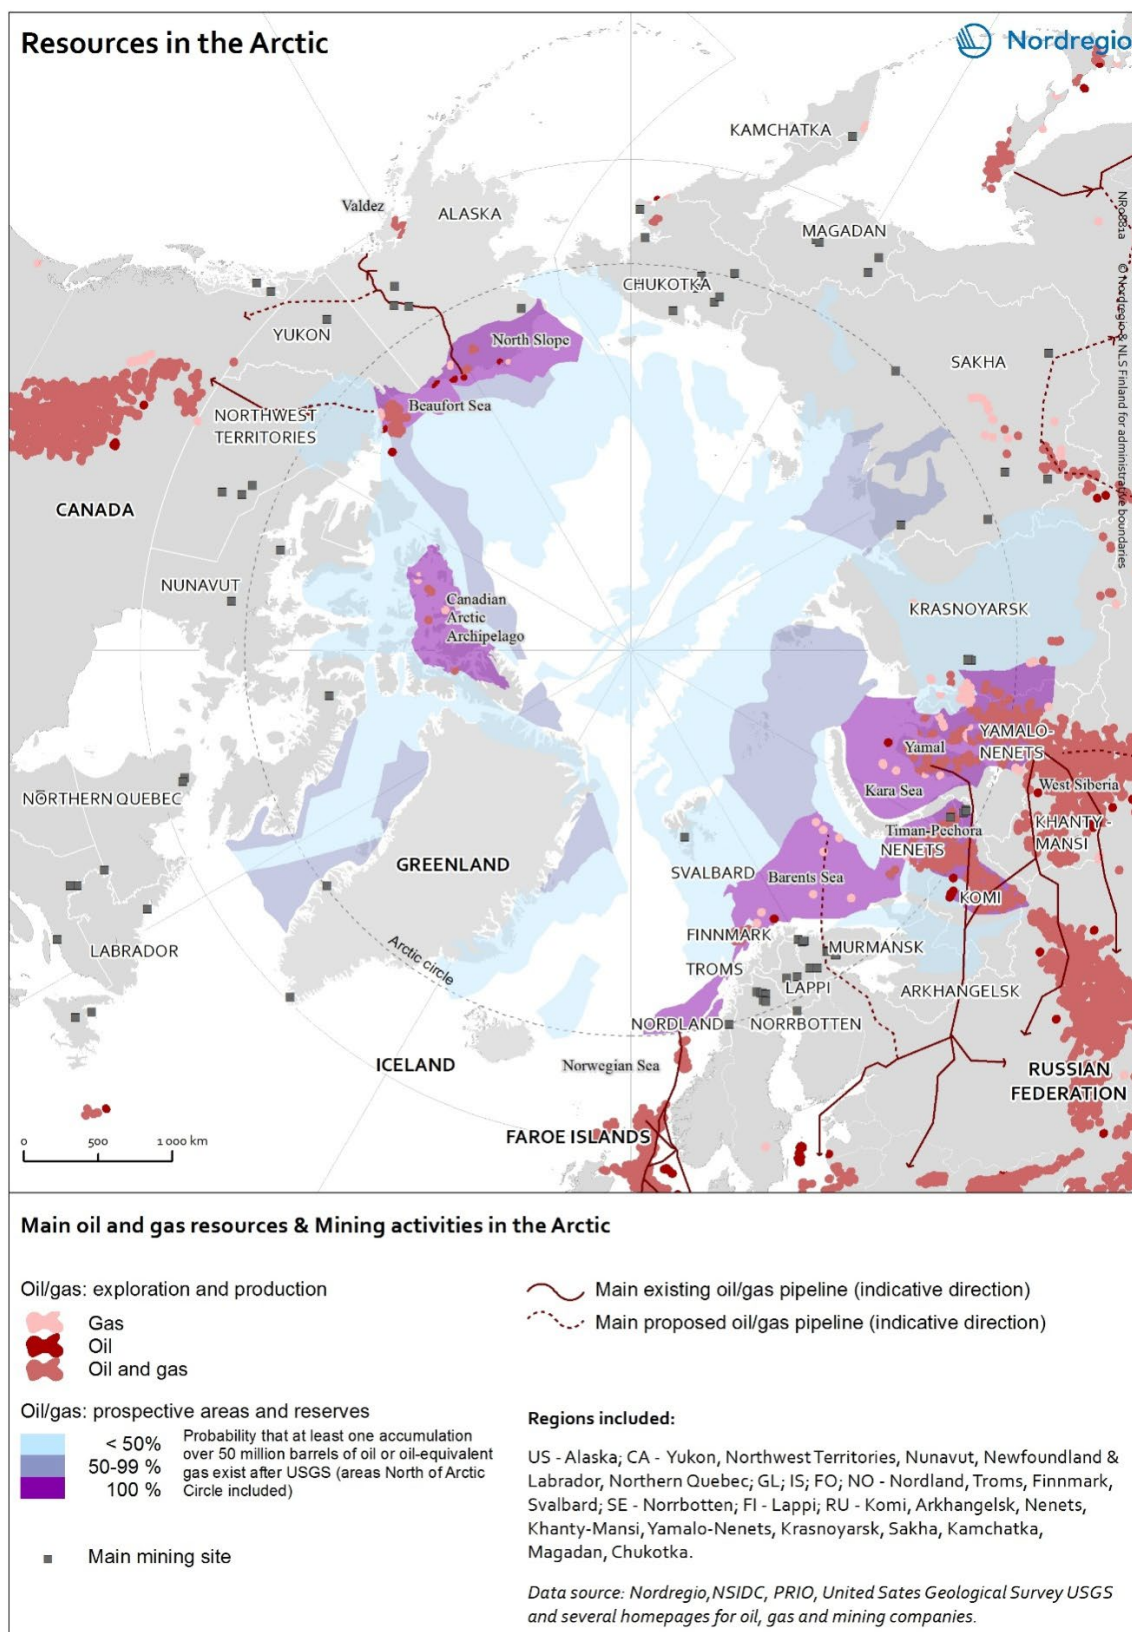 Resources in the Arctic
Nordregio
KAMCHATKA
Valdez
ALASKA
MAGADAN
CHUKOTKA
YUKON
North Slope
SAKHA
Beaufort Sea
NORTHWEST
TERRITORIES
CANADA
NUNAVUT
Canadian
Arctic
Archipelago
KRASNOYARSK
YAMALO-
NENETS
Yamal
Kara Sea
West Siberia
NORTHERN QUEBEC
Timan-Pechora
NENETS
KHANTY -
MANSI
GREENLAND
SVALBARD
Barents Sea
KOMI
FINNMARK
MURMANSK
LABRADOR
Arctic circle
TROMS
LAPPI
ARKHANGELSK
NORDLAND
NORRBOTTEN
ICELAND
Norwegian Sea
RUSSIAN
FEDERATION
FAROE ISLANDS
0 500 1 000 km
NR0881a © Nordregio & NLS Finland for administrative boundaries
Main oil and gas resources & Mining activities in the Arctic
Oil/gas: exploration and production
Gas
Oil
Oil and gas
Oil/gas: prospective areas and reserves
< 50%
50-99 %
100 %
Probability that at least one accumulation
over 50 million barrels of oil or oil-equivalent
gas exist after USGS (areas North of Arctic
Circle included)
Main mining site
Main existing oil/gas pipeline (indicative direction)
Main proposed oil/gas pipeline (indicative direction)
Regions included:
US - Alaska; CA - Yukon, Northwest Territories, Nunavut, Newfoundland &
Labrador, Northern Quebec; GL; IS; FO; NO - Nordland, Troms, Finnmark,
Svalbard; SE - Norrbotten; FI - Lappi; RU - Komi, Arkhangelsk, Nenets,
Khanty-Mansi, Yamalo-Nenets, Krasnoyarsk, Sakha, Kamchatka,
Magadan, Chukotka.
Data source: Nordregio,NSIDC, PRIO, United Sates Geological Survey USGS
and several homepages for oil, gas and mining companies.